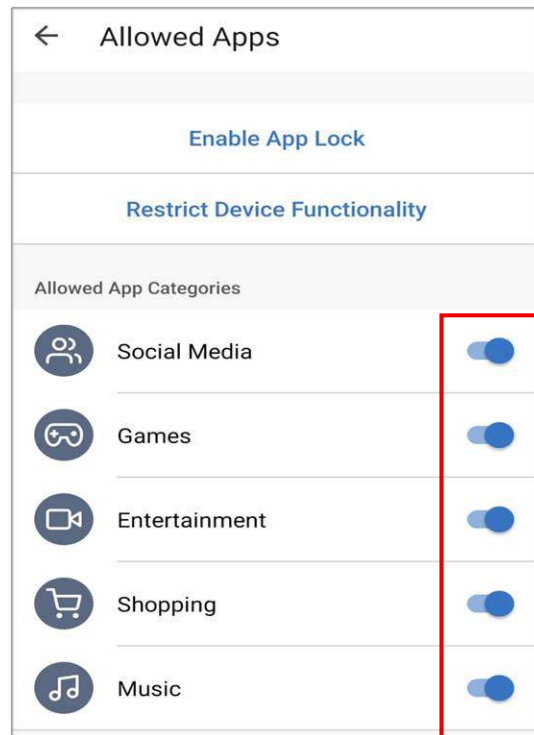 Allowed Apps
Enable App Lock
Restrict Device Functionality
Allowed App Categories
Social Media
Games
Entertainment
Shopping
Music